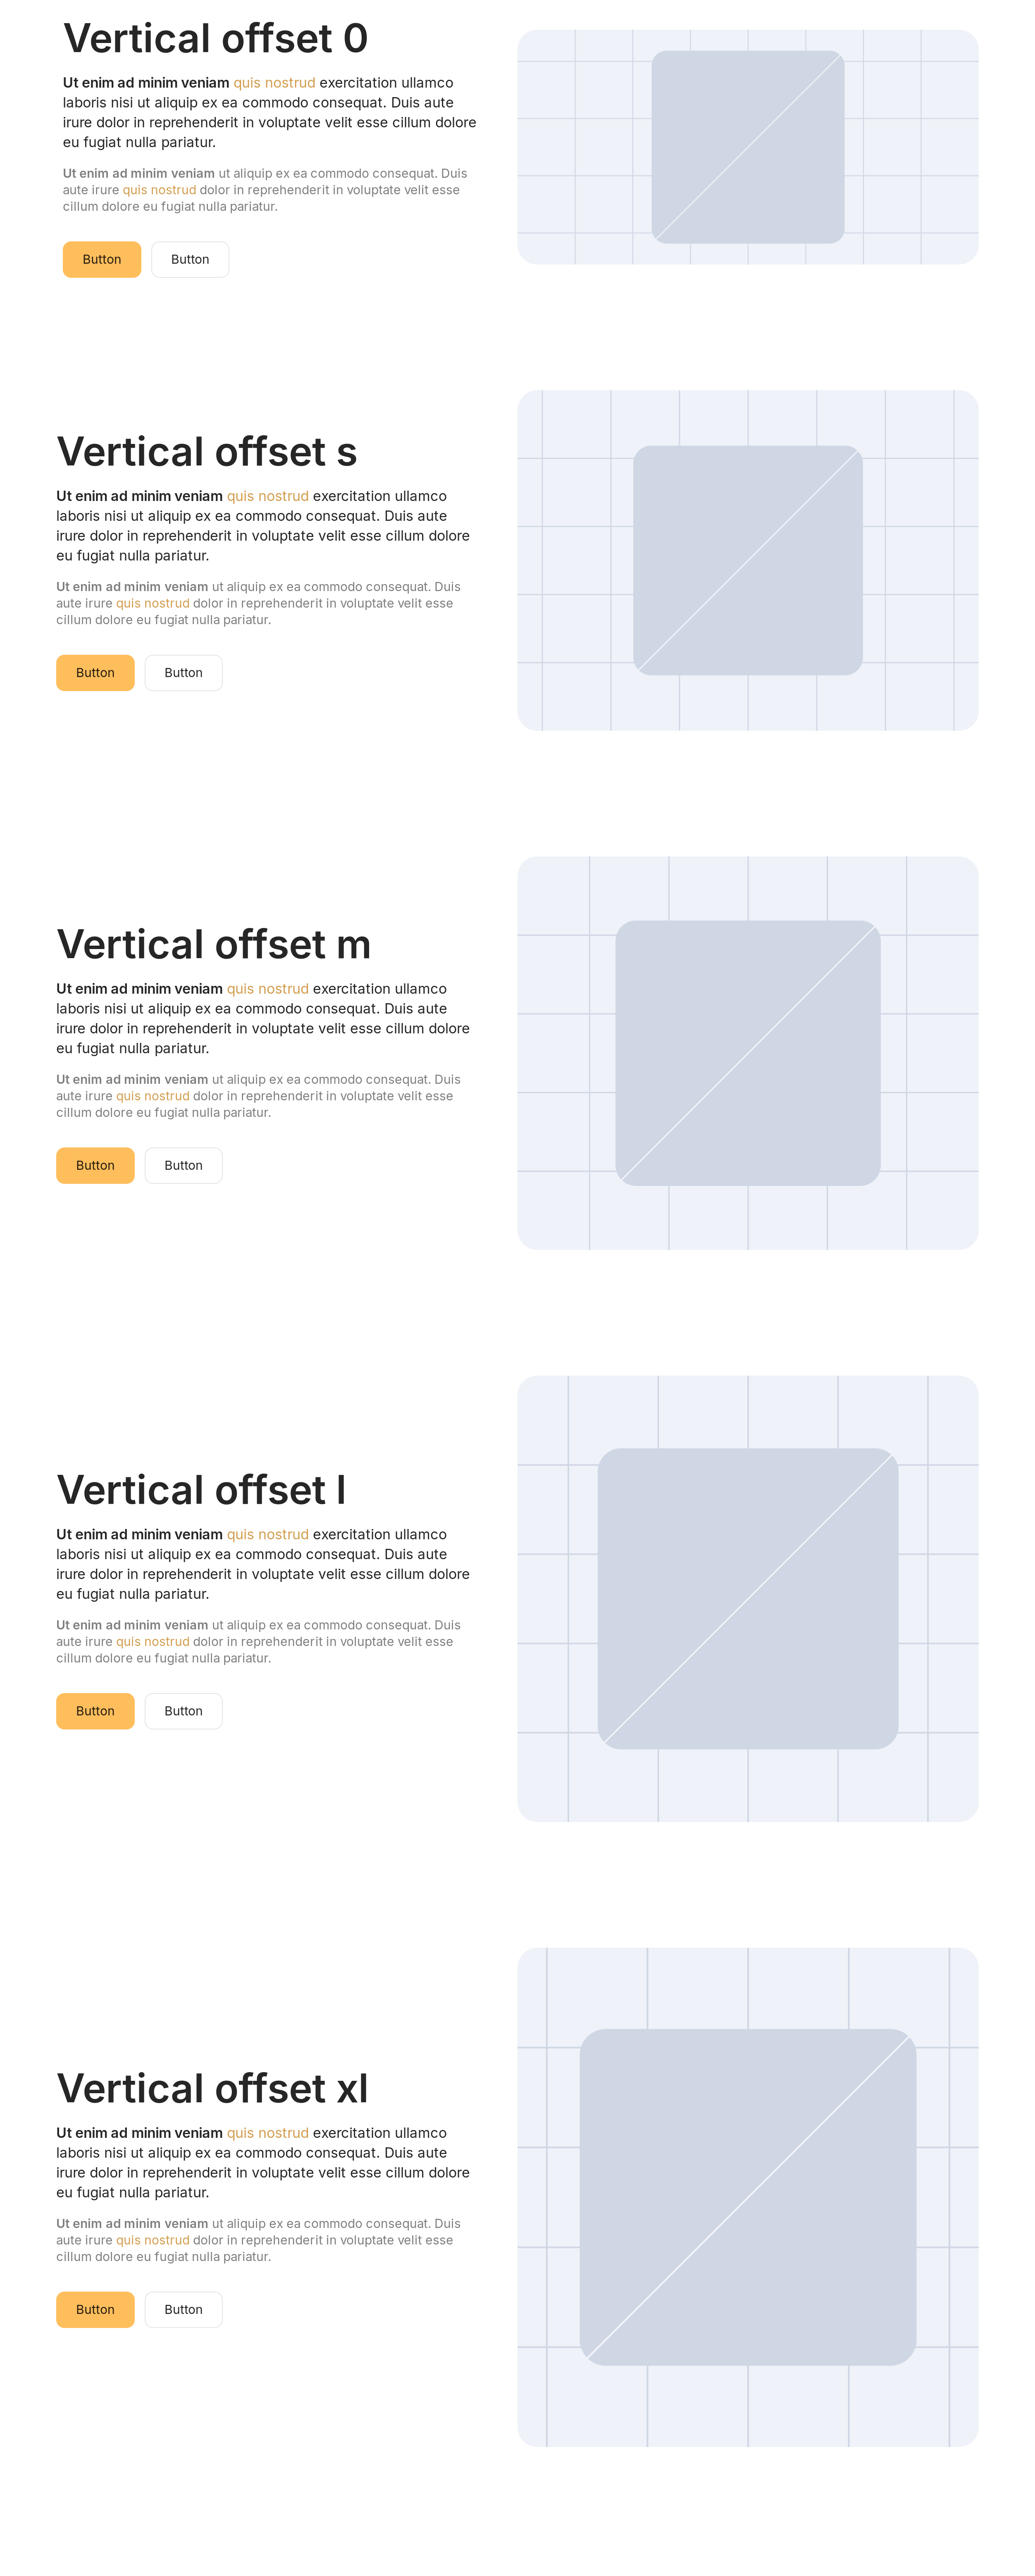 Vertical offset 0
Ut enim ad minim veniam quis nostrud exercitation ullamco
laboris nisi ut aliquip ex ea commodo consequat. Duis aute
irure dolor in reprehenderit in voluptate velit esse cillum dolore
eu fugiat nulla pariatur.
Ut enim ad minim veniam ut aliquip ex ea commodo consequat. Duis
aute irure quis nostrud dolor in reprehenderit in voluptate velit esse
cillum dolore eu fugiat nulla pariatur.
Button Button
Vertical offset s
Ut enim ad minim veniam quis nostrud exercitation ullamco
laboris nisi ut aliquip ex ea commodo consequat. Duis aute
irure dolor in reprehenderit in voluptate velit esse cillum dolore
eu fugiat nulla pariatur.
Ut enim ad minim veniam ut aliquip ex ea commodo consequat. Duis
aute irure quis nostrud dolor in reprehenderit in voluptate velit esse
cillum dolore eu fugiat nulla pariatur.
Button Button
Vertical offset m
Ut enim ad minim veniam quis nostrud exercitation ullamco
laboris nisi ut aliquip ex ea commodo consequat. Duis aute
irure dolor in reprehenderit in voluptate velit esse cillum dolore
eu fugiat nulla pariatur.
Ut enim ad minim veniam ut aliquip ex ea commodo consequat. Duis
aute irure quis nostrud dolor in reprehenderit in voluptate velit esse
cillum dolore eu fugiat nulla pariatur.
Button Button
Vertical offset l
Ut enim ad minim veniam quis nostrud exercitation ullamco
laboris nisi ut aliquip ex ea commodo consequat. Duis aute
irure dolor in reprehenderit in voluptate velit esse cillum dolore
eu fugiat nulla pariatur.
Ut enim ad minim veniam ut aliquip ex ea commodo consequat. Duis
aute irure quis nostrud dolor in reprehenderit in voluptate velit esse
cillum dolore eu fugiat nulla pariatur.
Button Button
Vertical offset xl
Ut enim ad minim veniam quis nostrud exercitation ullamco
laboris nisi ut aliquip ex ea commodo consequat. Duis aute
irure dolor in reprehenderit in voluptate velit esse cillum dolore
eu fugiat nulla pariatur.
Ut enim ad minim veniam ut aliquip ex ea commodo consequat. Duis
aute irure quis nostrud dolor in reprehenderit in voluptate velit esse
cillum dolore eu fugiat nulla pariatur.
Button Button